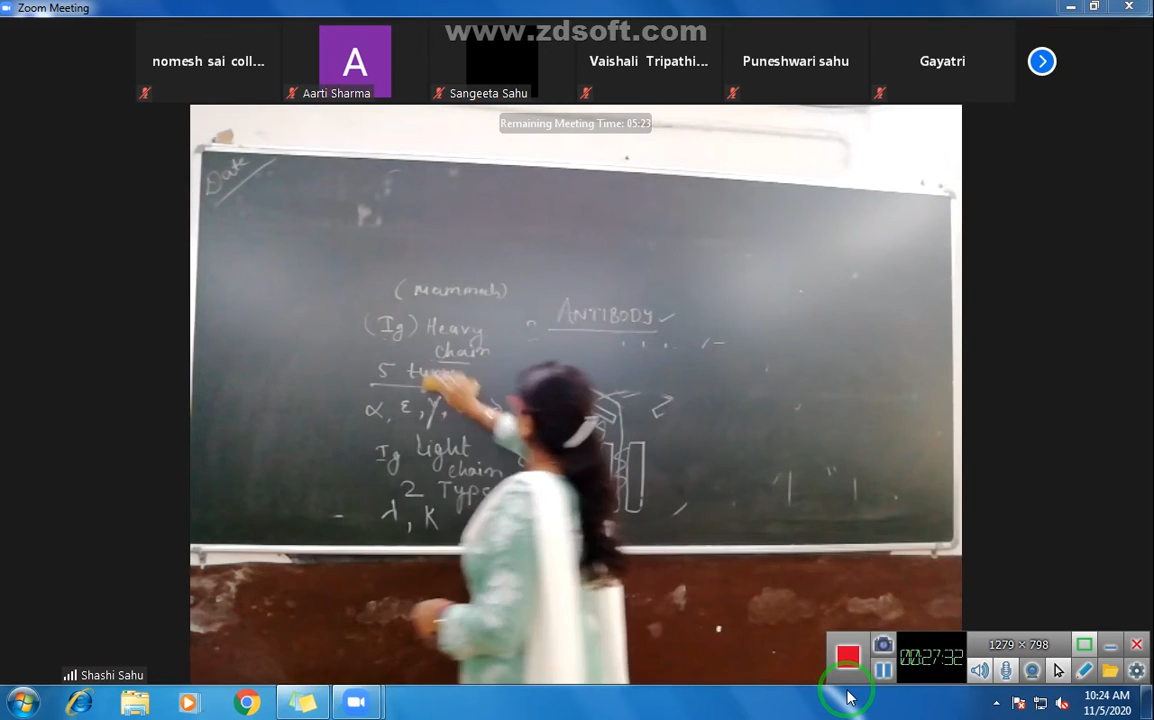 Zoom Meeting
www.zdsoft.com
nomesh sai coll...
A
Aarti Sharma
Sangeeta Sahu
Vaishali Tripathi...
Puneshwari sahu
Gayatri
Remaining Meeting Time: 05:23
Date
(Mammals)
(Ig) Heavy
chain
5
α, ε, γ,
Ig Light
chain
2 Type
λ, K
ANTIBODY ✓
Shashi Sahu
1279 × 798
00:27:32
10:24 AM
11/5/2020